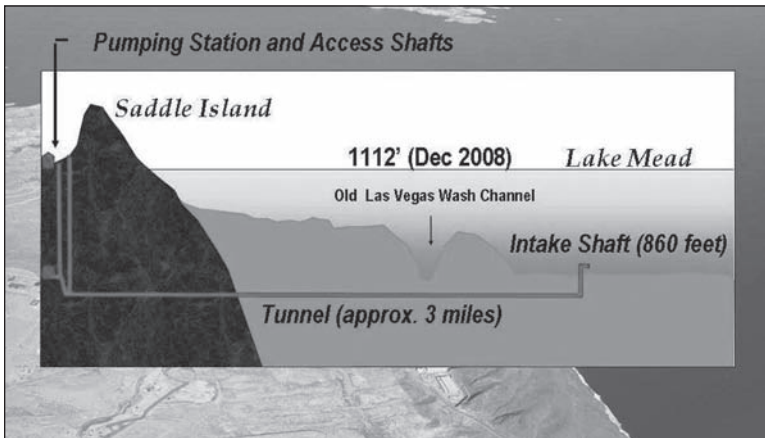 Pumping Station and Access Shafts
Saddle Island
1112' (Dec 2008)
Lake Mead
Old Las Vegas Wash Channel
Intake Shaft (860 feet)
Tunnel (approx. 3 miles)